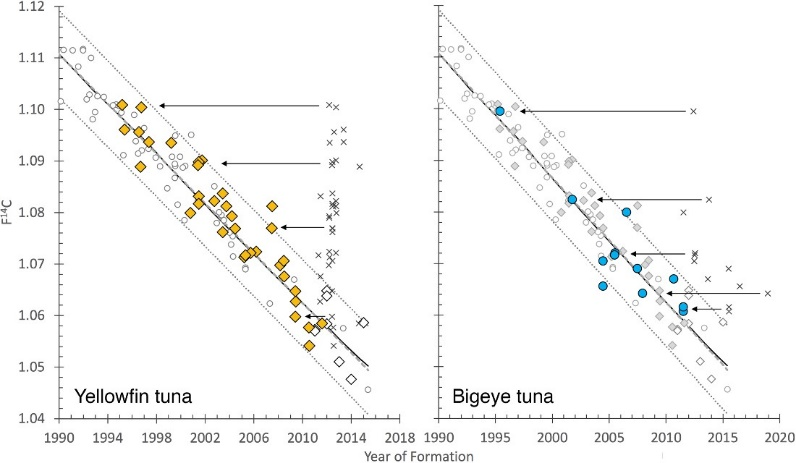 1.12
1.11
1.10
1.09
1.08
1.07
1.06
1.05
1.04
F14C
Yellowfin tuna
Bigeye tuna
1990 1994 1998 2002 2006 2010 2014 2018
1990 1995 2000 2005 2010 2015 2020
Year of Formation